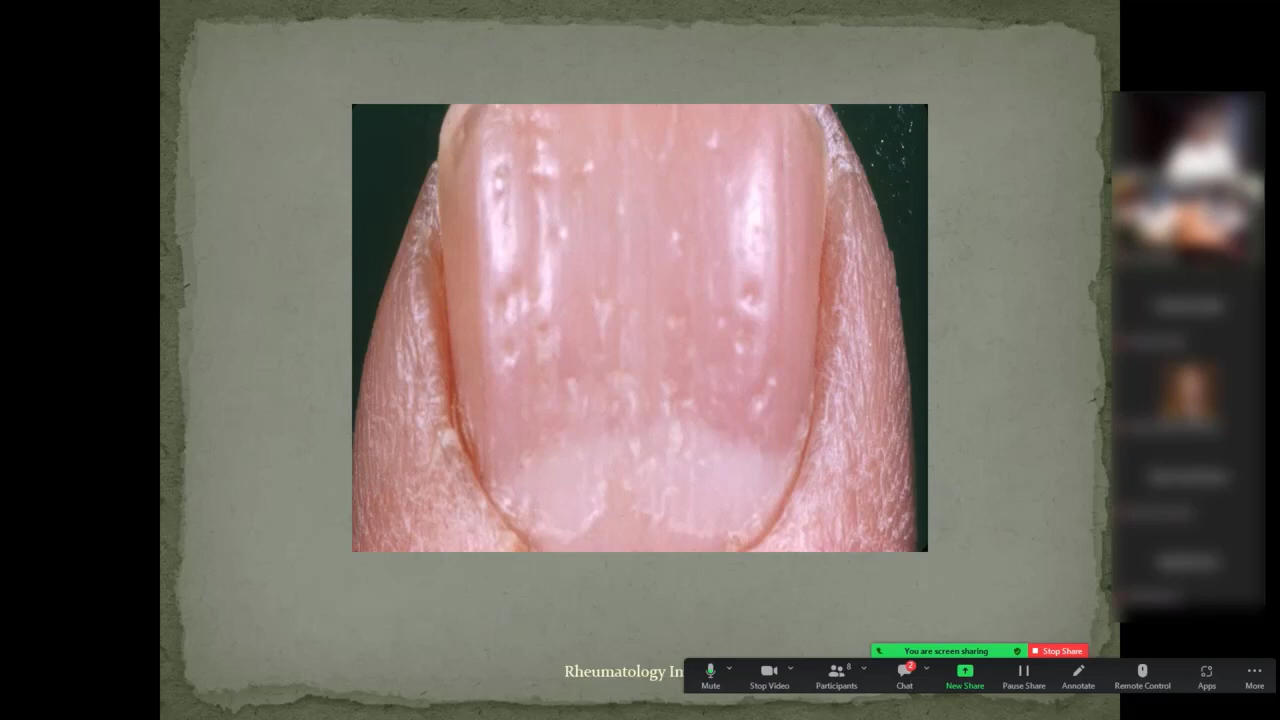 You are screen sharing
Stop Share
Rheumatology In
8
2
Mute
Stop Video
Participants
Chat
New Share
Pause Share
Annotate
Remote Control
Apps
More